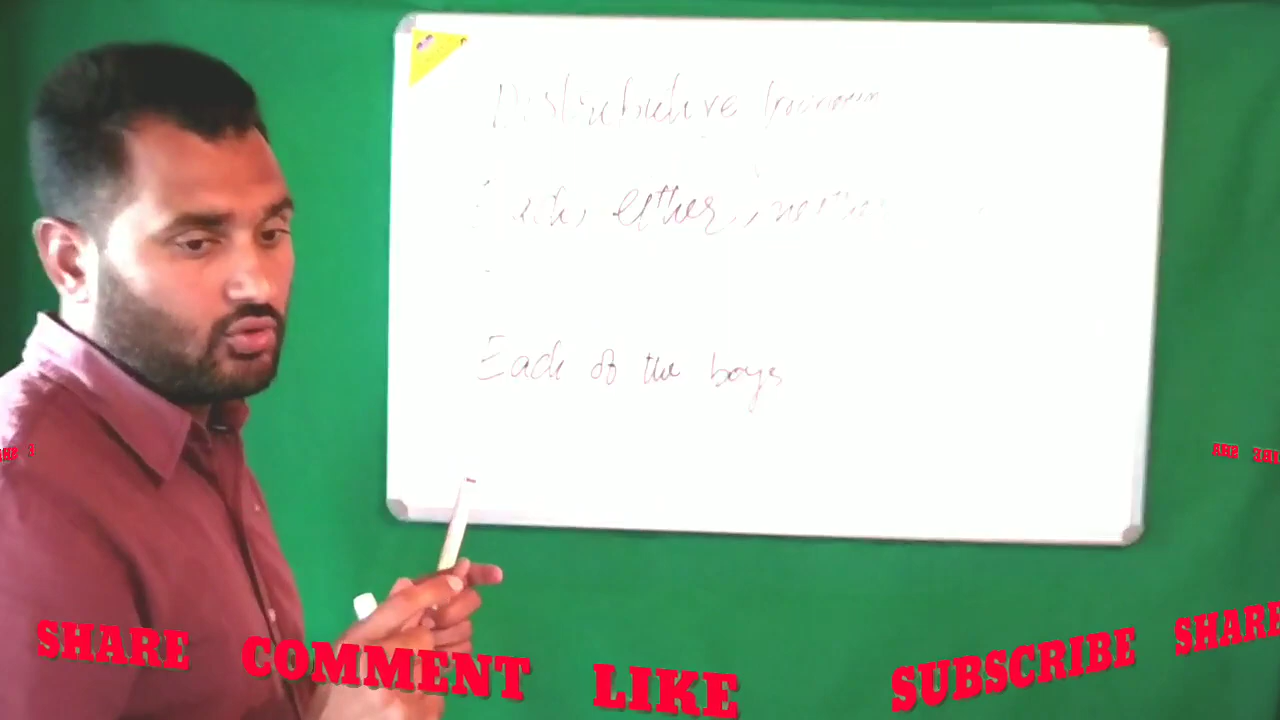 Distributive Pronoun
Each, either, neither
Each of the boys
SHARE COMMENT LIKE SUBSCRIBE SHARE